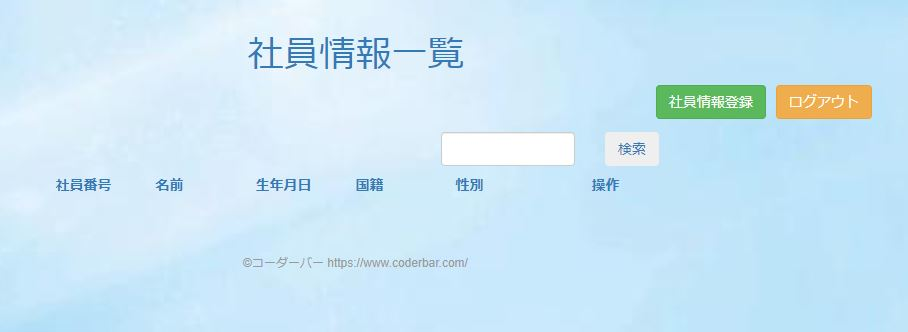 社員情報一覧
社員情報登録 ログアウト
検索
社員番号 名前 生年月日 国籍 性別 操作
©コーダーバー https://www.coderbar.com/